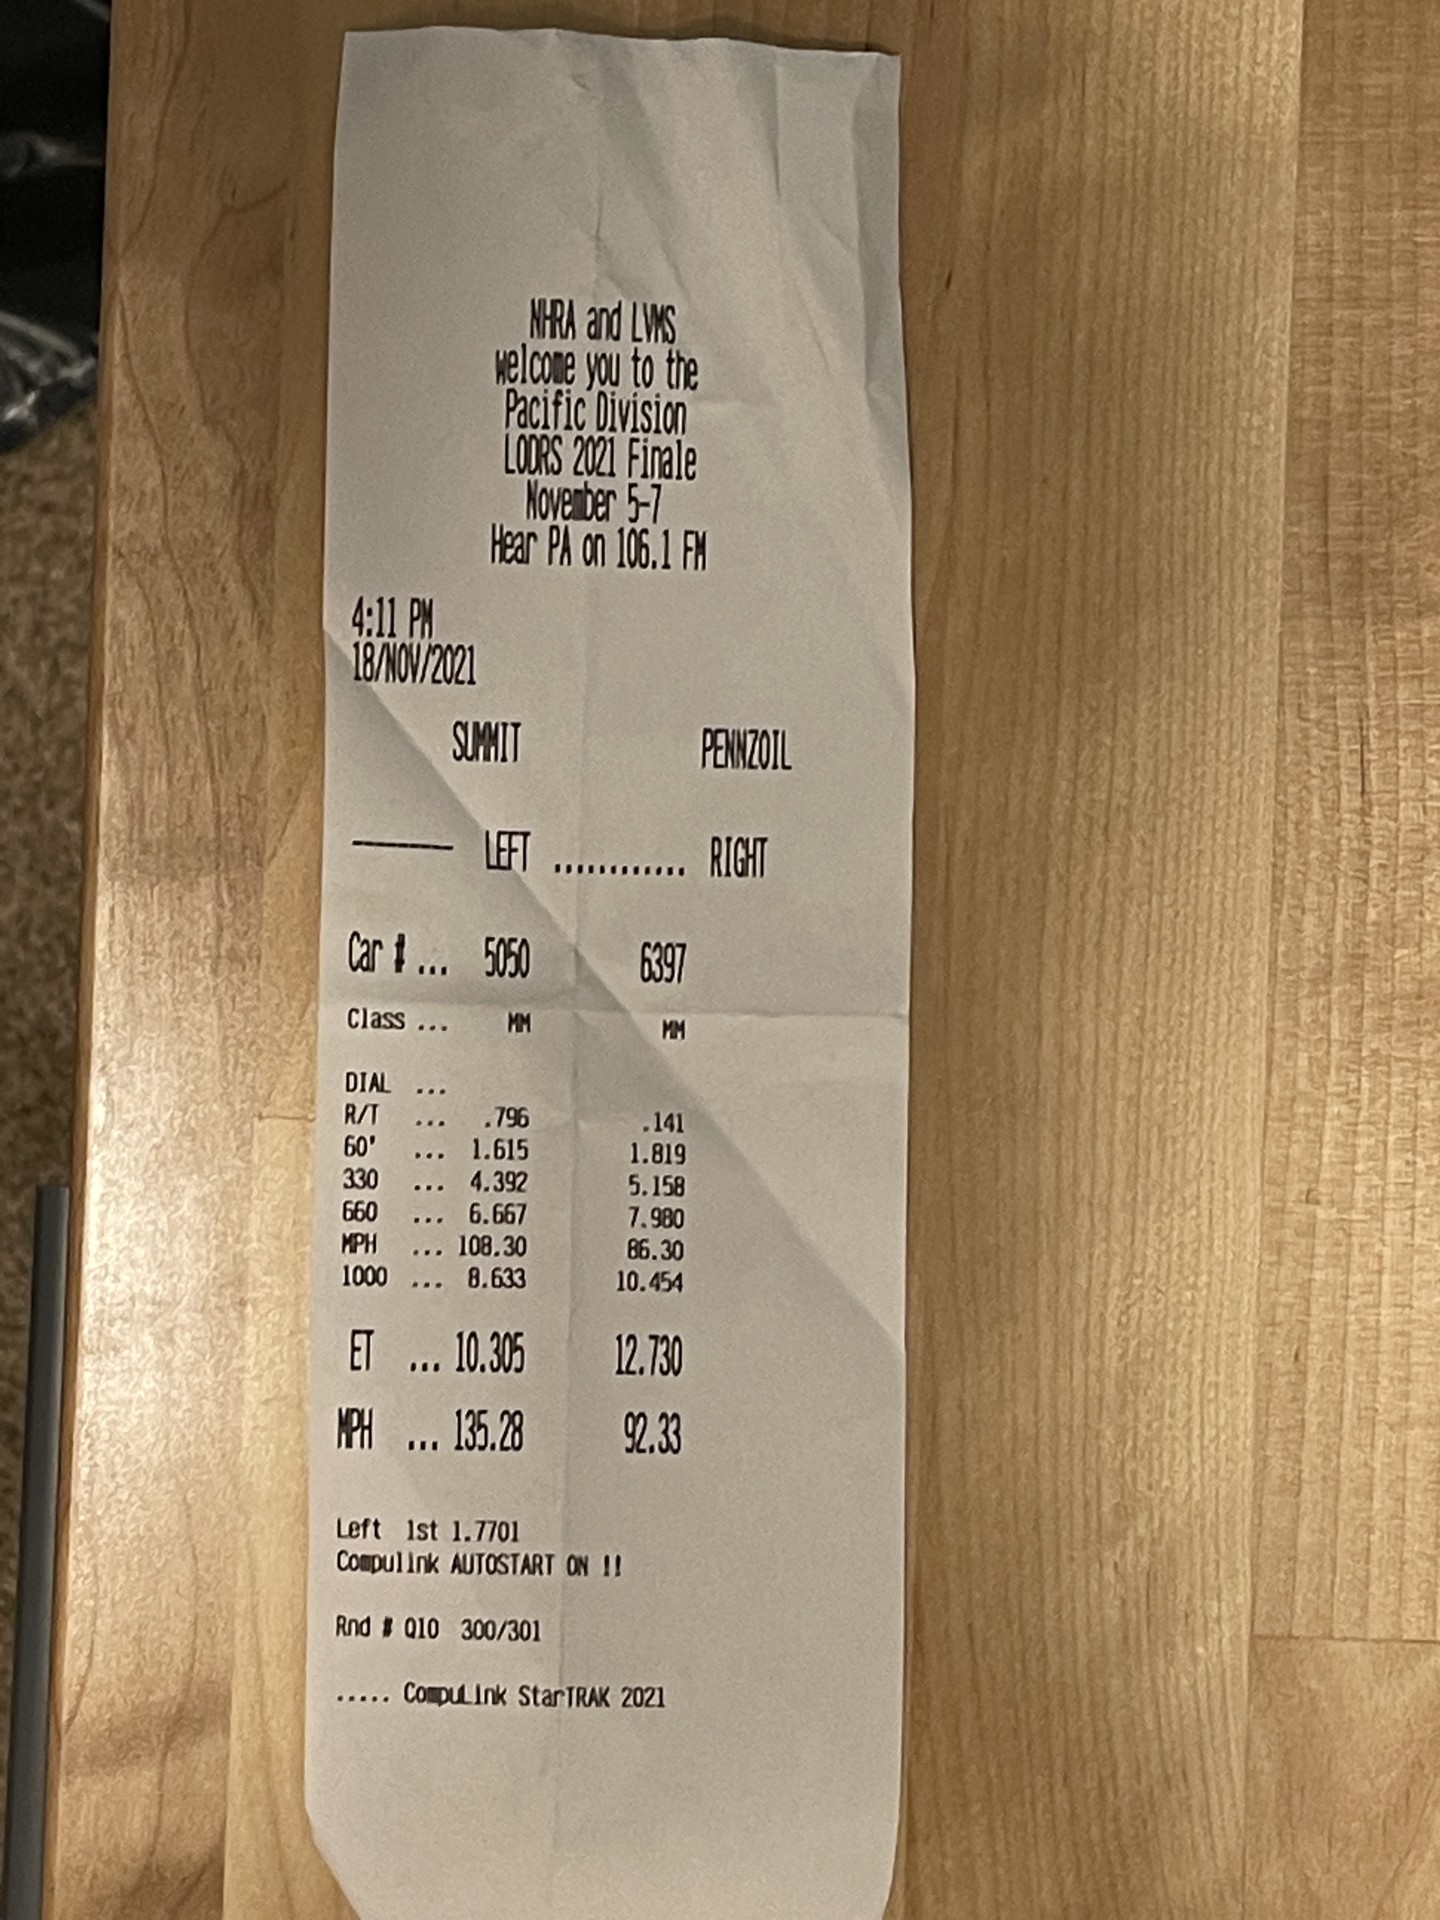 NHRA and LVMS
welcome you to the
Pacific Division
LODRS 2021 Finale
November 5-7
Hear PA on 106.1 FM
4:11 PM
18/NOV/2021
SUMMIT PENNZOIL
——— LEFT ............ RIGHT
Car # ... 5050 6397
Class ... MM MM
DIAL ...
R/T ... .796 .141
60' ... 1.615 1.819
330 ... 4.392 5.158
660 ... 6.667 7.980
MPH ... 108.30 86.30
1000 ... 8.633 10.454
ET ... 10.305 12.730
MPH ... 135.28 92.33
Left 1st 1.7701
Compulink AUTOSTART ON !!
Rnd # Q10 300/301
..... CompuLink StarTRAK 2021